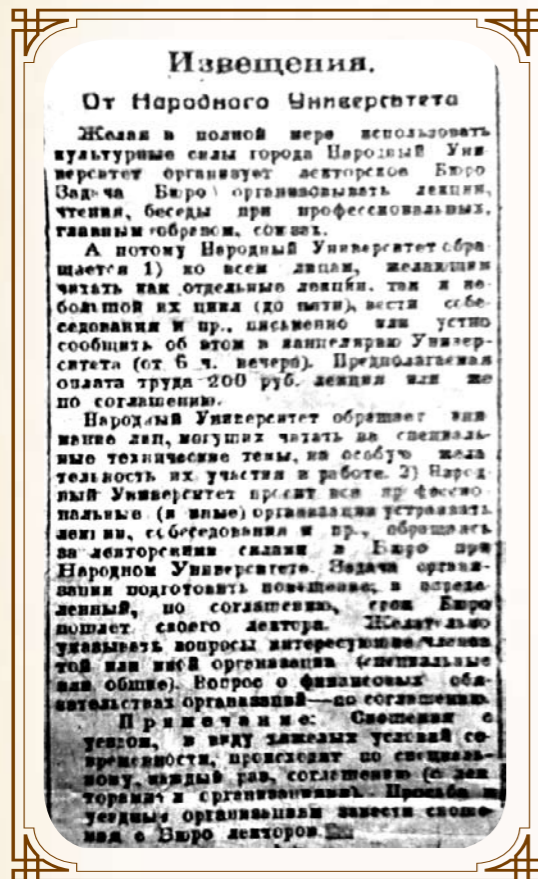 Извещения.
От Народного Университета
Желая в полной мере использовать
культурные силы города Народный Уни-
верситет организует лекторское Бюро
Задача Бюро организовывать лекции,
чтения, беседы при профессиональных,
главным образом, союзах.
А потому Народный Университет обра-
щается 1) ко всем лицам, желающим
читать как отдельные лекции, так и не-
большой их цикл (до пяти), вести собе-
седования и пр., письменно или устно
сообщить об этом в канцелярию Универ-
ситета (от 6 ч. вечера). Предполагаемая
оплата труда 200 руб. лекция или же
по соглашению.
Народный Университет обращает вни
мание лиц, могущих читать на специаль-
ные технические темы, на особую жела
тельность их участия в работе. 2) Народ
ный Университет просит все профессио
нальные (и иные) организации устраивать
лекции, собеседования и пр., обращаясь
за лекторскими силами в Бюро при
Народном Университете. Задача органи-
зации подготовить помещение, в опреде-
ленный, по соглашению, срок Бюро
пошлет своего лектора. Желательно
указывать вопросы интересующие членов
той или иной организации (специальные
или общие). Вопрос о финансовых обя-
зательствах организаций—по соглашению.
Примечание: Сношения с
уездом, в виду тяжелых условий со-
временности, происходят по специаль-
ному, каждый раз, соглашению (с лек
торами и организациями). Просьба к
уездным организациям завести сноше-
ния с Бюро лекторов